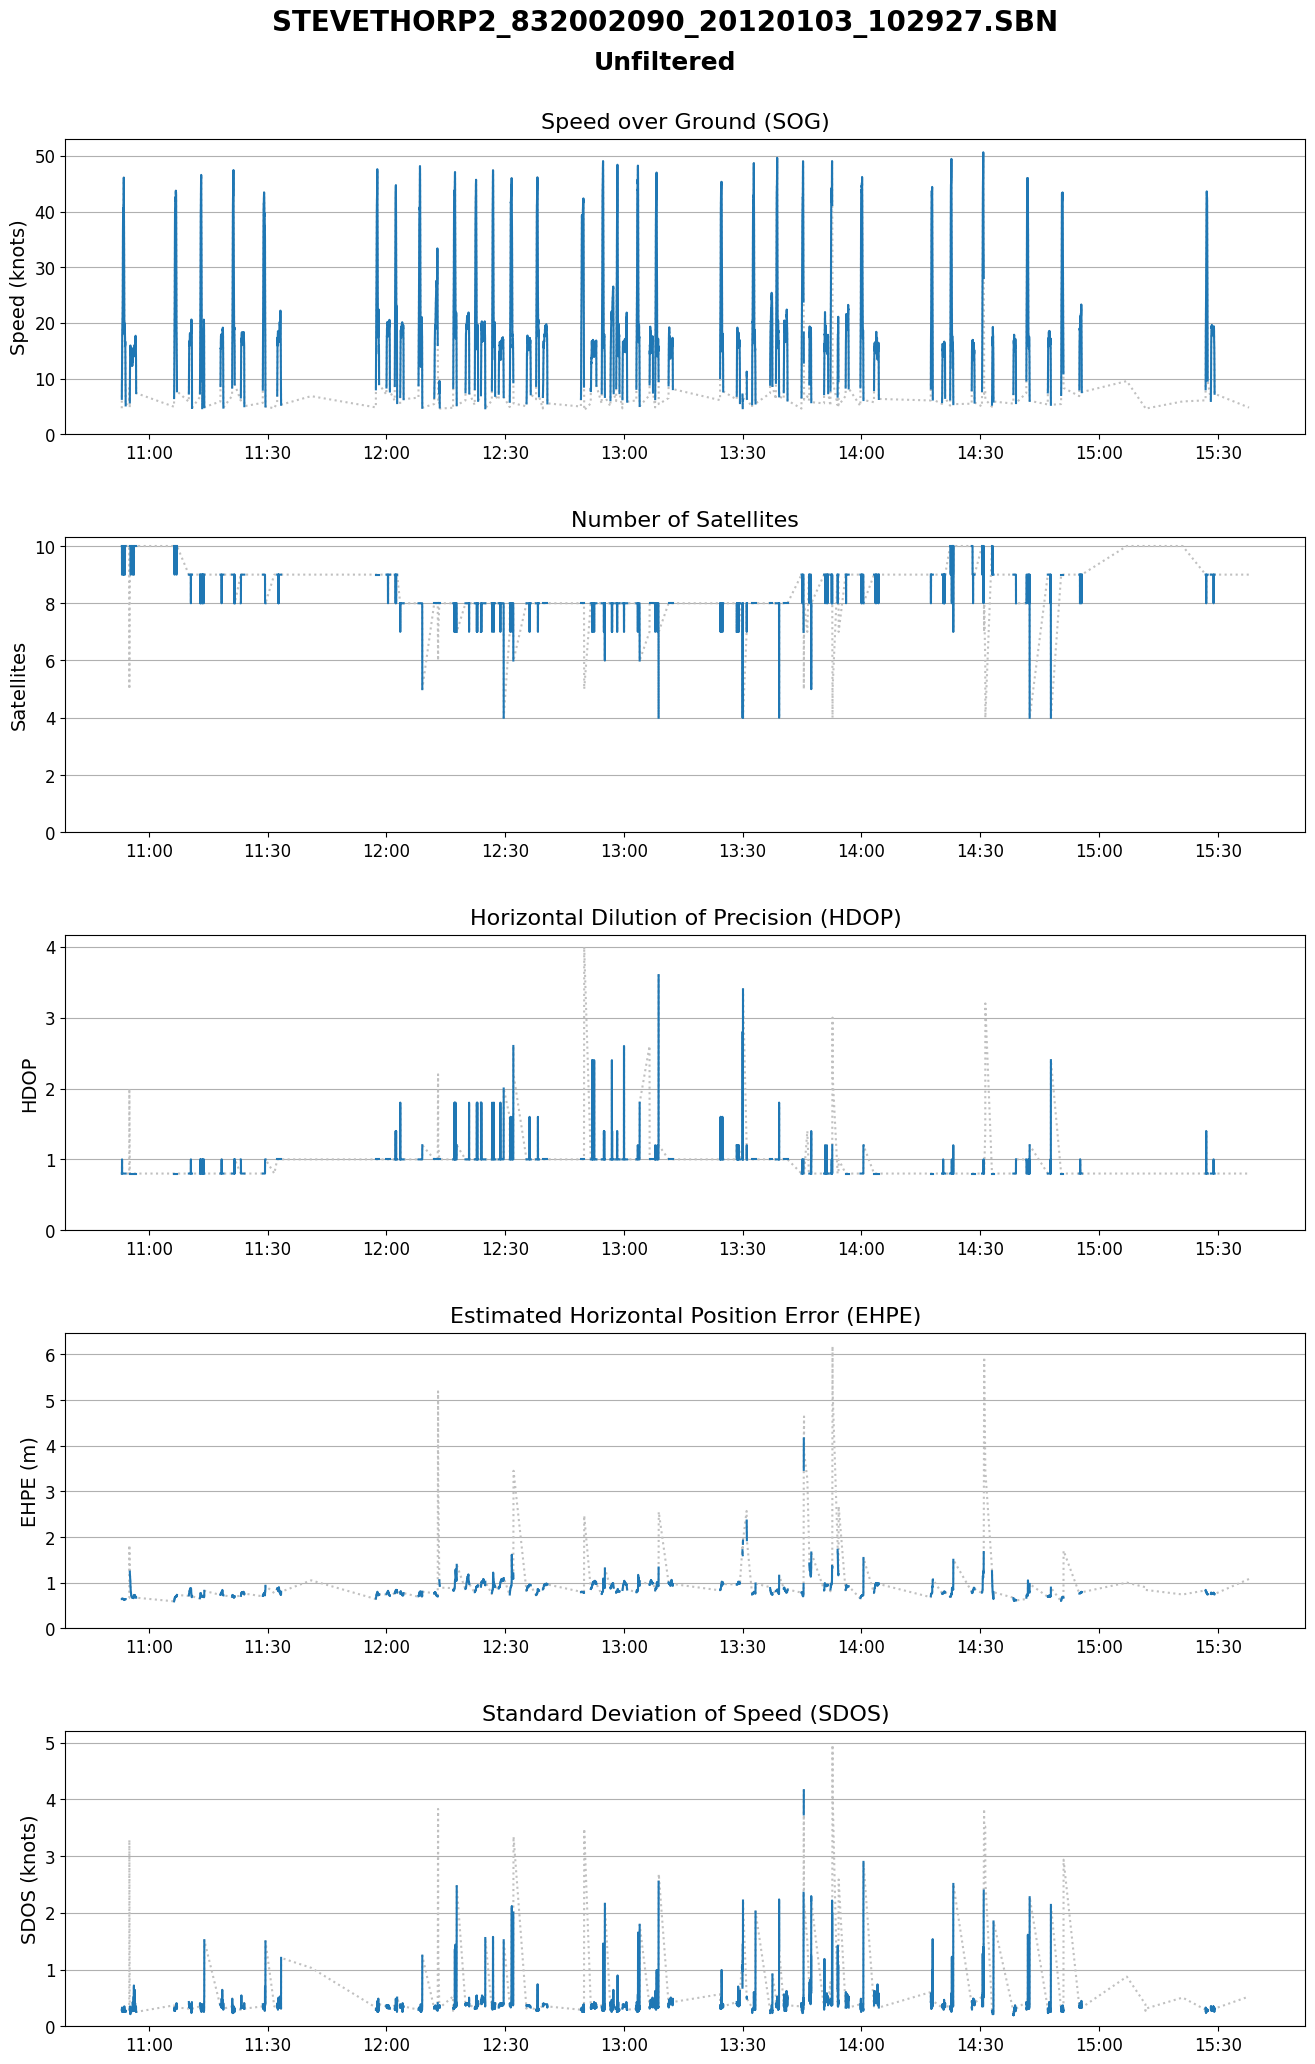 STEVETHORP2_832002090_20120103_102927.SBN
Unfiltered
Speed over Ground (SOG)
Speed (knots)
50
40
30
20
10
0
11:00 11:30 12:00 12:30 13:00 13:30 14:00 14:30 15:00 15:30
Number of Satellites
Satellites
10
8
6
4
2
0
11:00 11:30 12:00 12:30 13:00 13:30 14:00 14:30 15:00 15:30
Horizontal Dilution of Precision (HDOP)
HDOP
4
3
2
1
0
11:00 11:30 12:00 12:30 13:00 13:30 14:00 14:30 15:00 15:30
Estimated Horizontal Position Error (EHPE)
EHPE (m)
6
5
4
3
2
1
0
11:00 11:30 12:00 12:30 13:00 13:30 14:00 14:30 15:00 15:30
Standard Deviation of Speed (SDOS)
SDOS (knots)
5
4
3
2
1
0
11:00 11:30 12:00 12:30 13:00 13:30 14:00 14:30 15:00 15:30